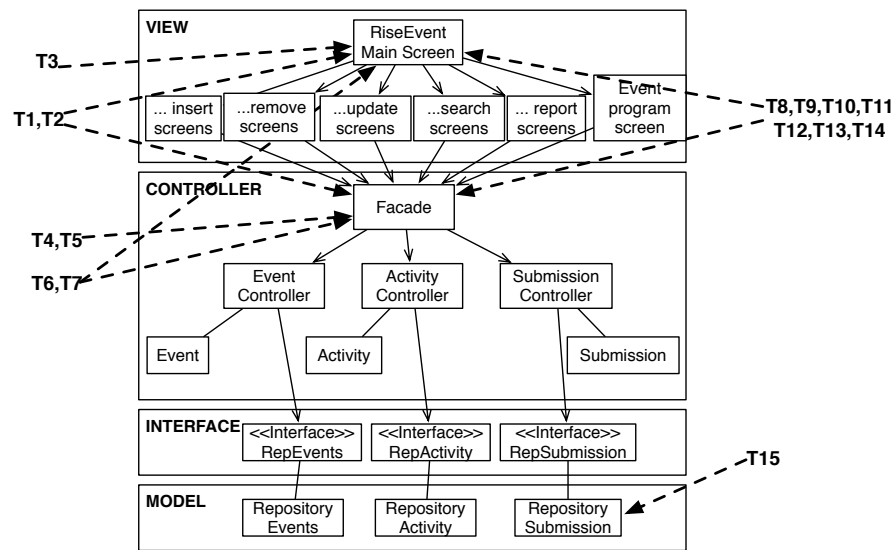 VIEW
RiseEvent
Main Screen
T3
... insert
screens
...remove
screens
...update
screens
...search
screens
... report
screens
Event
program
screen
T1,T2
T8,T9,T10,T11
T12,T13,T14
CONTROLLER
Facade
T4,T5
T6,T7
Event
Controller
Activity
Controller
Submission
Controller
Event
Activity
Submission
INTERFACE
<<Interface>>
RepEvents
<<Interface>>
RepActivity
<<Interface>>
RepSubmission
T15
MODEL
Repository
Events
Repository
Activity
Repository
Submission